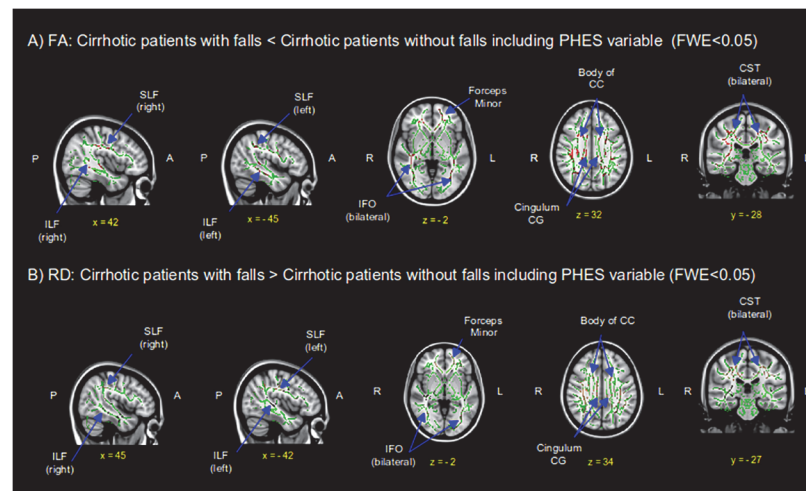 A) FA: Cirrhotic patients with falls < Cirrhotic patients without falls including PHES variable (FWE<0.05)
SLF
(right)
SLF
(left)
Forceps
Minor
Body of
CC
CST
(bilateral)
P
A
P
A
R
L
R
L
R
ILF
(right)
x = 42
ILF
(left)
x = - 45
IFO
(bilateral)
z = - 2
Cingulum
CG
z = 32
y = - 28
B) RD: Cirrhotic patients with falls > Cirrhotic patients without falls including PHES variable (FWE<0.05)
SLF
(right)
SLF
(left)
Forceps
Minor
Body of CC
CST
(bilateral)
P
A
P
A
R
L
R
L
R
ILF
(right)
x = 45
ILF
(left)
x = - 42
IFO
(bilateral)
z = - 2
Cingulum
CG
z = 34
y = - 27